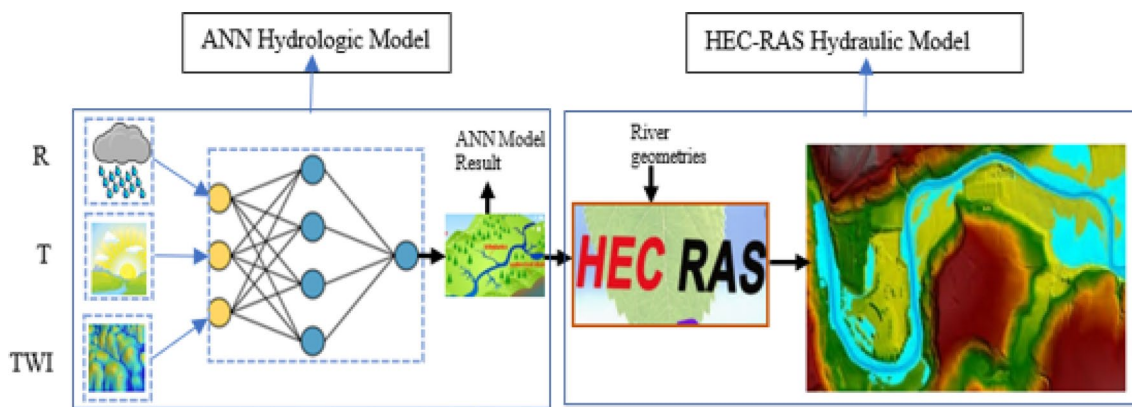 ANN Hydrologic Model
HEC-RAS Hydraulic Model
R
T
TWI
ANN Model
Result
River
geometries
HEC RAS